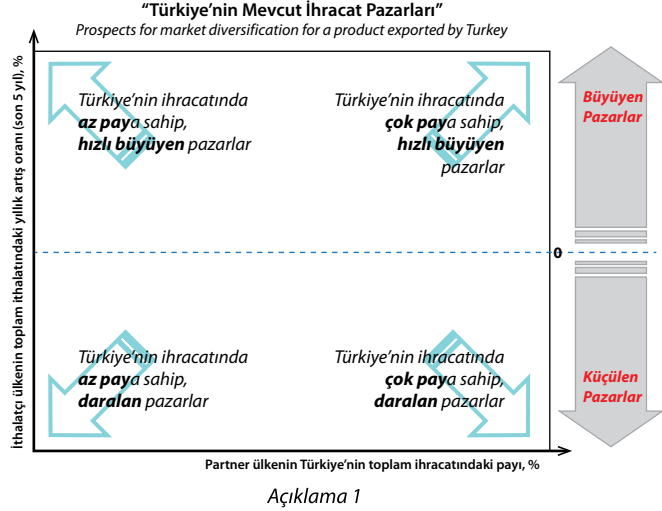 “Türkiye’nin Mevcut İhracat Pazarları”
Prospects for market diversification for a product exported by Turkey
İthalatçı ülkenin toplam ithalatındaki yıllık artış oranı (son 5 yıl), %
Türkiye’nin ihracatında
az paya sahip,
hızlı büyüyen pazarlar
Türkiye’nin ihracatında
çok paya sahip,
hızlı büyüyen
pazarlar
Büyüyen
Pazarlar
0
Türkiye’nin ihracatında
az paya sahip,
daralan pazarlar
Türkiye’nin ihracatında
çok paya sahip,
daralan pazarlar
Küçülen
Pazarlar
Partner ülkenin Türkiye’nin toplam ihracatındaki payı, %
Açıklama 1